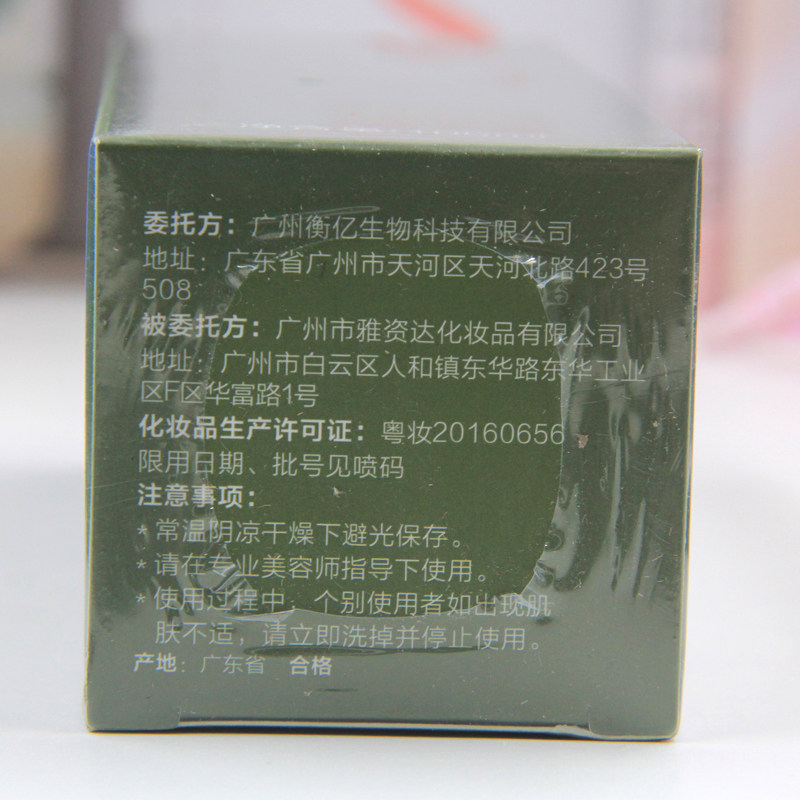 委托方：广州衡亿生物科技有限公司
地址：广东省广州市天河区天河北路423号
508
被委托方：广州市雅资达化妆品有限公司
地址：广州市白云区人和镇东华路东华工业
区F区华富路1号
化妆品生产许可证：粤妆20160656
限用日期、批号见喷码
注意事项：
* 常温阴凉干燥下避光保存。
* 请在专业美容师指导下使用。
* 使用过程中，个别使用者如出现肌
肤不适，请立即洗掉并停止使用。
产地：广东省 合格